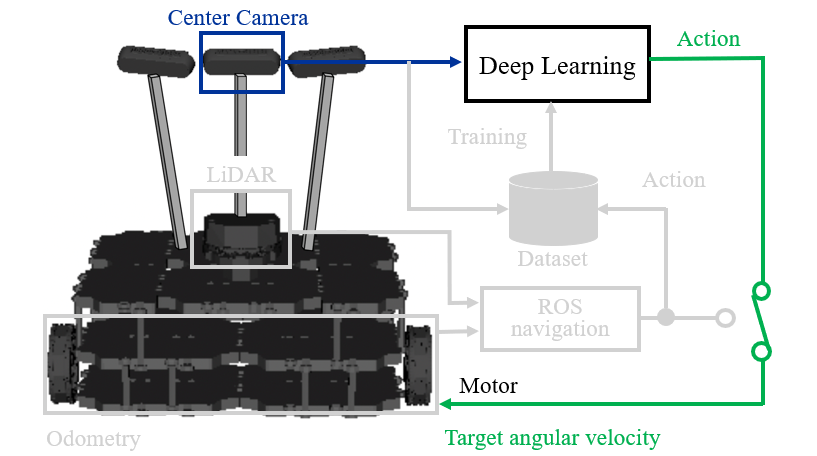 Center Camera
Action
Deep Learning
Training
LiDAR
Action
Dataset
ROS
navigation
Motor
Odometry
Target angular velocity